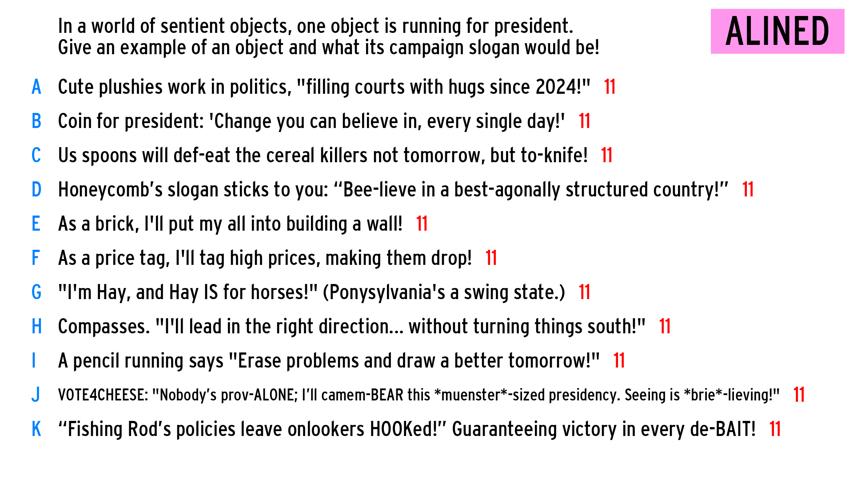 In a world of sentient objects, one object is running for president.
Give an example of an object and what its campaign slogan would be!
ALINED
A Cute plushies work in politics, "filling courts with hugs since 2024!" 11
B Coin for president: 'Change you can believe in, every single day!' 11
C Us spoons will def-eat the cereal killers not tomorrow, but to-knife! 11
D Honeycomb’s slogan sticks to you: “Bee-lieve in a best-agonally structured country!” 11
E As a brick, I'll put my all into building a wall! 11
F As a price tag, I'll tag high prices, making them drop! 11
G "I'm Hay, and Hay IS for horses!" (Ponysylvania's a swing state.) 11
H Compasses. "I'll lead in the right direction... without turning things south!" 11
I A pencil running says "Erase problems and draw a better tomorrow!" 11
J VOTE4CHEESE: "Nobody’s prov-ALONE; I’ll camem-BEAR this *muenster*-sized presidency. Seeing is *brie*-lieving!" 11
K “Fishing Rod’s policies leave onlookers HOOKed!” Guaranteeing victory in every de-BAIT! 11